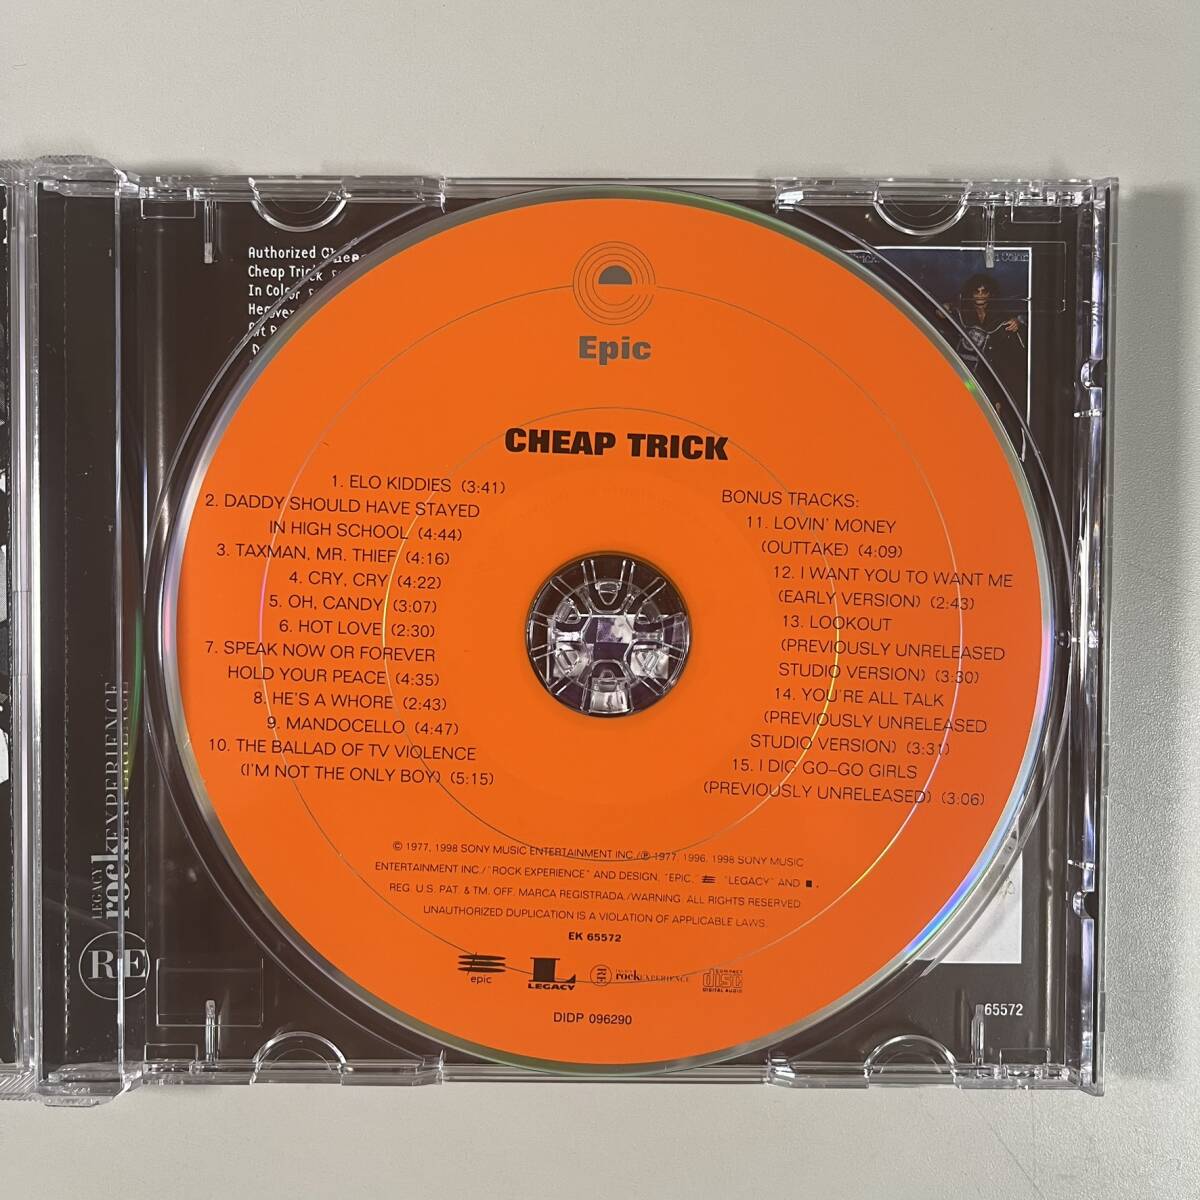 Authorized
Cheap Trick
In Color
Epic
CHEAP TRICK
1. ELO KIDDIES (3:41)
2. DADDY SHOULD HAVE STAYED
IN HIGH SCHOOL (4:44)
3. TAXMAN, MR. THIEF (4:16)
4. CRY, CRY (4:22)
5. OH, CANDY (3:07)
6. HOT LOVE (2:30)
7. SPEAK NOW OR FOREVER
HOLD YOUR PEACE (4:35)
8. HE'S A WHORE (2:43)
9. MANDOCELLO (4:47)
10. THE BALLAD OF TV VIOLENCE
(I'M NOT THE ONLY BOY) (5:15)
BONUS TRACKS:
11. LOVIN' MONEY
(OUTTAKE) (4:09)
12. I WANT YOU TO WANT ME
(EARLY VERSION) (2:43)
13. LOOKOUT
(PREVIOUSLY UNRELEASED
STUDIO VERSION) (3:30)
14. YOU'RE ALL TALK
(PREVIOUSLY UNRELEASED
STUDIO VERSION) (3:31)
15. I DIG GO-GO GIRLS
(PREVIOUSLY UNRELEASED) (3:06)
© 1977, 1998 SONY MUSIC ENTERTAINMENT INC./℗ 1977, 1996, 1998 SONY MUSIC
ENTERTAINMENT INC./"ROCK EXPERIENCE" AND DESIGN, "EPIC," "LEGACY" AND L,
REG. U.S. PAT. & TM. OFF. MARCA REGISTRADA./WARNING: ALL RIGHTS RESERVED
UNAUTHORIZED DUPLICATION IS A VIOLATION OF APPLICABLE LAWS.
EK 65572
epic
L
LEGACY
RE
rockEXPERIENCE
COMPACT
disc
DIGITAL AUDIO
DIDP 096290
65572
LEGACY
rockEXPERIENCE
RE